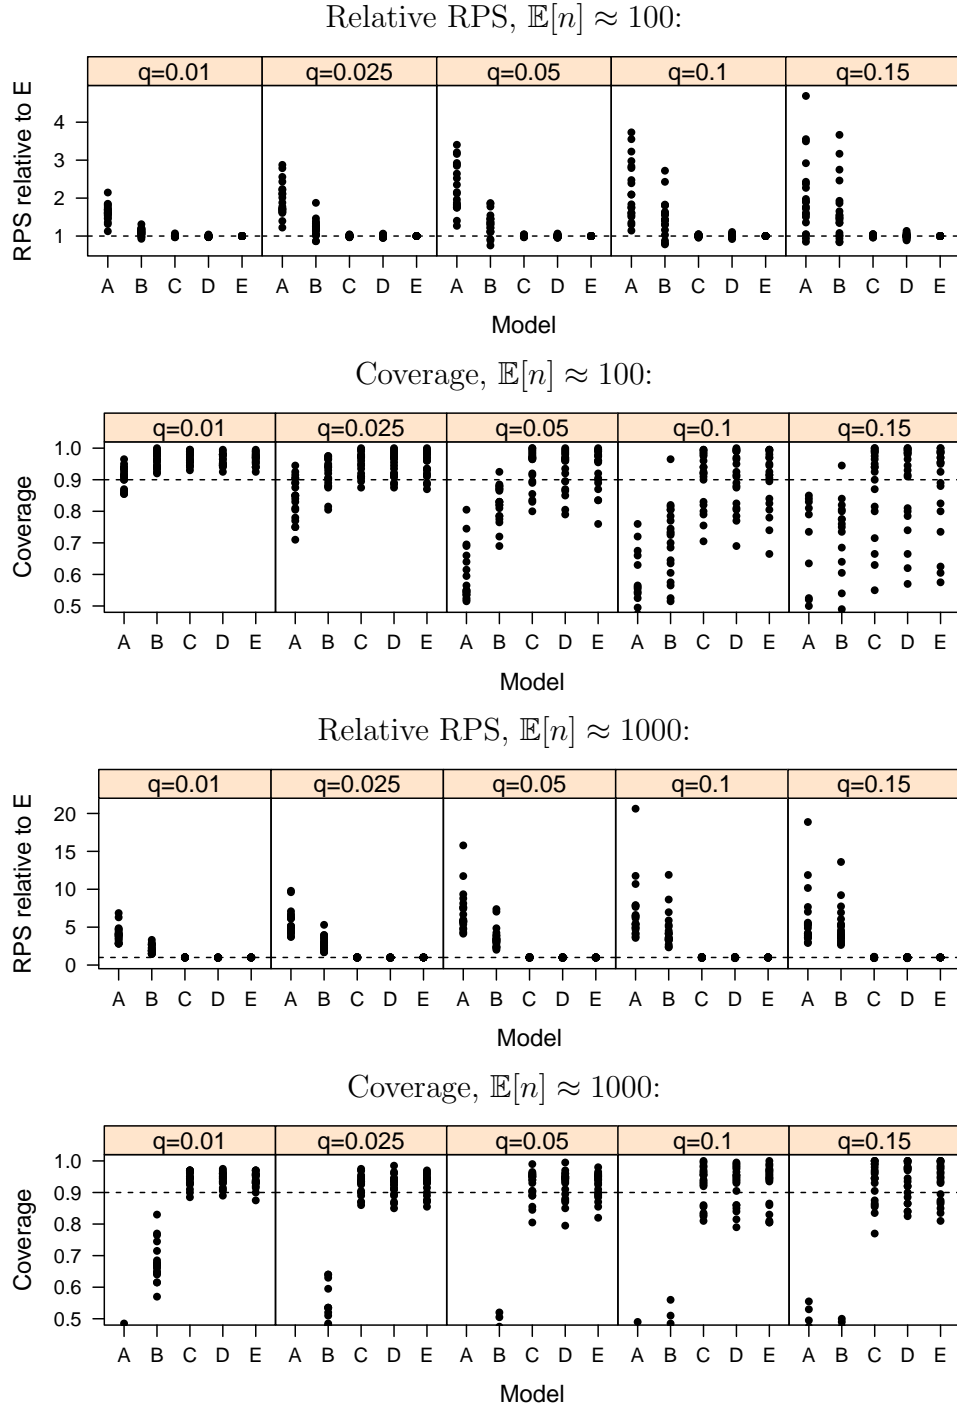 Relative RPS, 𝔼[n] ≈ 100:
q=0.01 q=0.025 q=0.05 q=0.1 q=0.15
RPS relative to E
4
3
2
1
A B C D E A B C D E A B C D E A B C D E A B C D E
Model
Coverage, 𝔼[n] ≈ 100:
q=0.01 q=0.025 q=0.05 q=0.1 q=0.15
Coverage
1.0
0.9
0.8
0.7
0.6
0.5
A B C D E A B C D E A B C D E A B C D E A B C D E
Model
Relative RPS, 𝔼[n] ≈ 1000:
q=0.01 q=0.025 q=0.05 q=0.1 q=0.15
RPS relative to E
20
15
10
5
0
A B C D E A B C D E A B C D E A B C D E A B C D E
Model
Coverage, 𝔼[n] ≈ 1000:
q=0.01 q=0.025 q=0.05 q=0.1 q=0.15
Coverage
1.0
0.9
0.8
0.7
0.6
0.5
A B C D E A B C D E A B C D E A B C D E A B C D E
Model